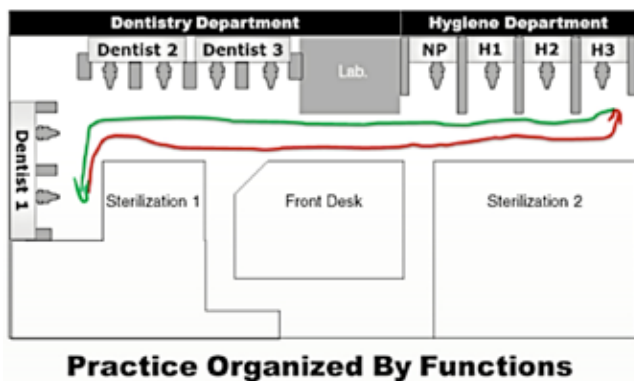 Dentistry Department
Hygiene Department
Dentist 2
Dentist 3
Lab.
NP
H1
H2
H3
Dentist 1
Sterilization 1
Front Desk
Sterilization 2
Practice Organized By Functions